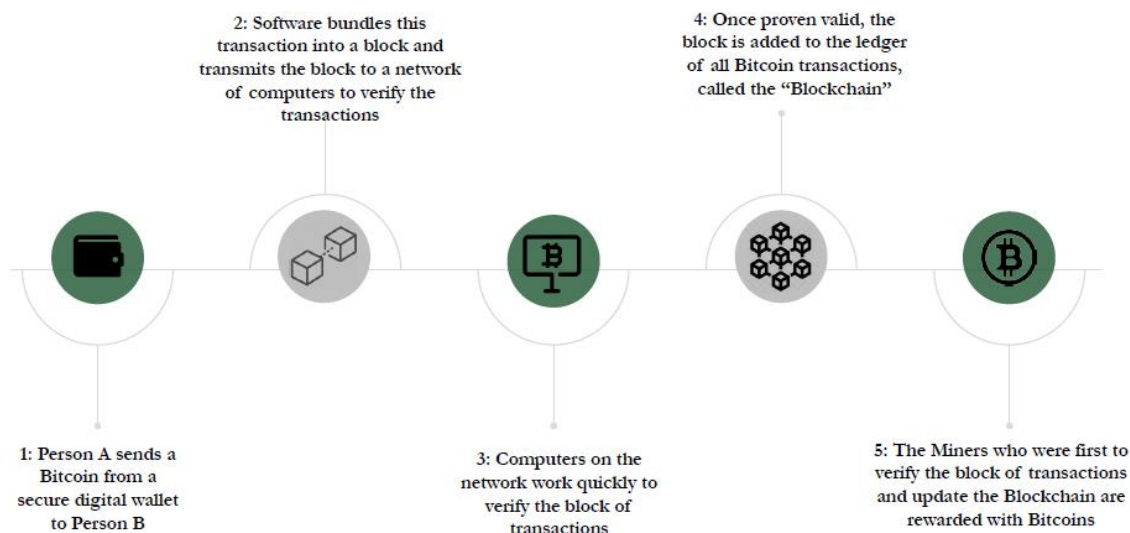 1: Person A sends a
Bitcoin from a
secure digital wallet
to Person B
2: Software bundles this
transaction into a block and
transmits the block to a network
of computers to verify the
transactions
3: Computers on the
network work quickly to
verify the block of
transactions
4: Once proven valid, the
block is added to the ledger
of all Bitcoin transactions,
called the “Blockchain”
5: The Miners who were first to
verify the block of transactions
and update the Blockchain are
rewarded with Bitcoins